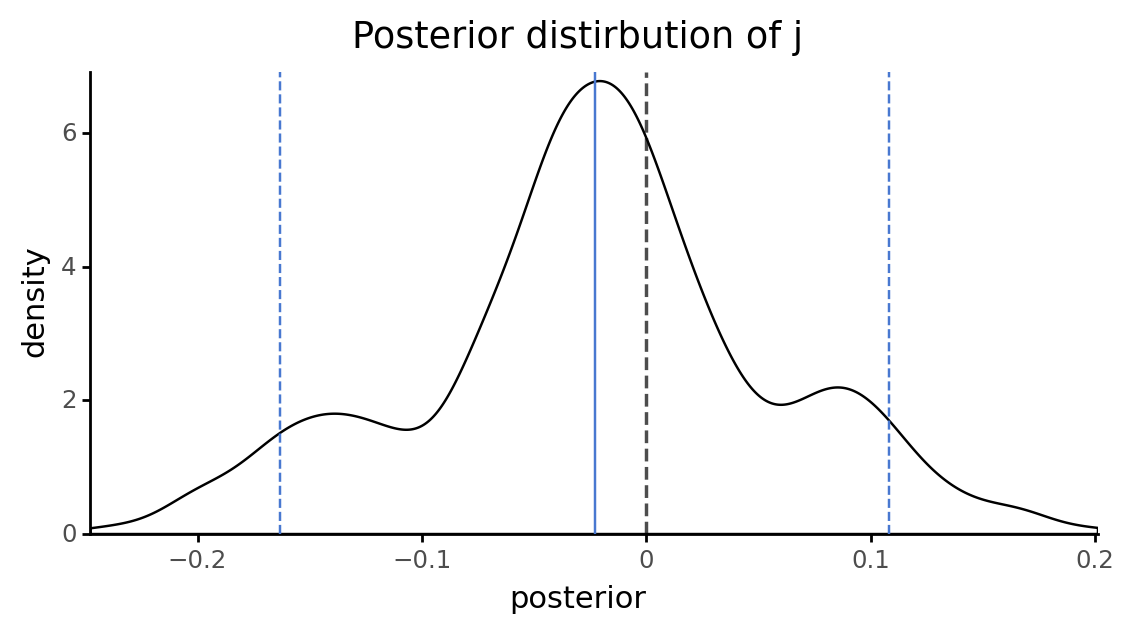 Posterior distirbution of j
density
6
4
2
0
−0.2 −0.1 0 0.1 0.2
posterior